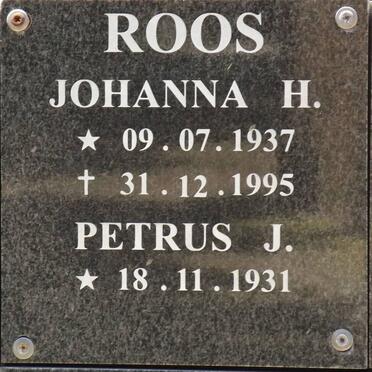 ROOS
JOHANNA H.
★ 09.07.1937
✝ 31.12.1995
PETRUS J.
★ 18.11.1931